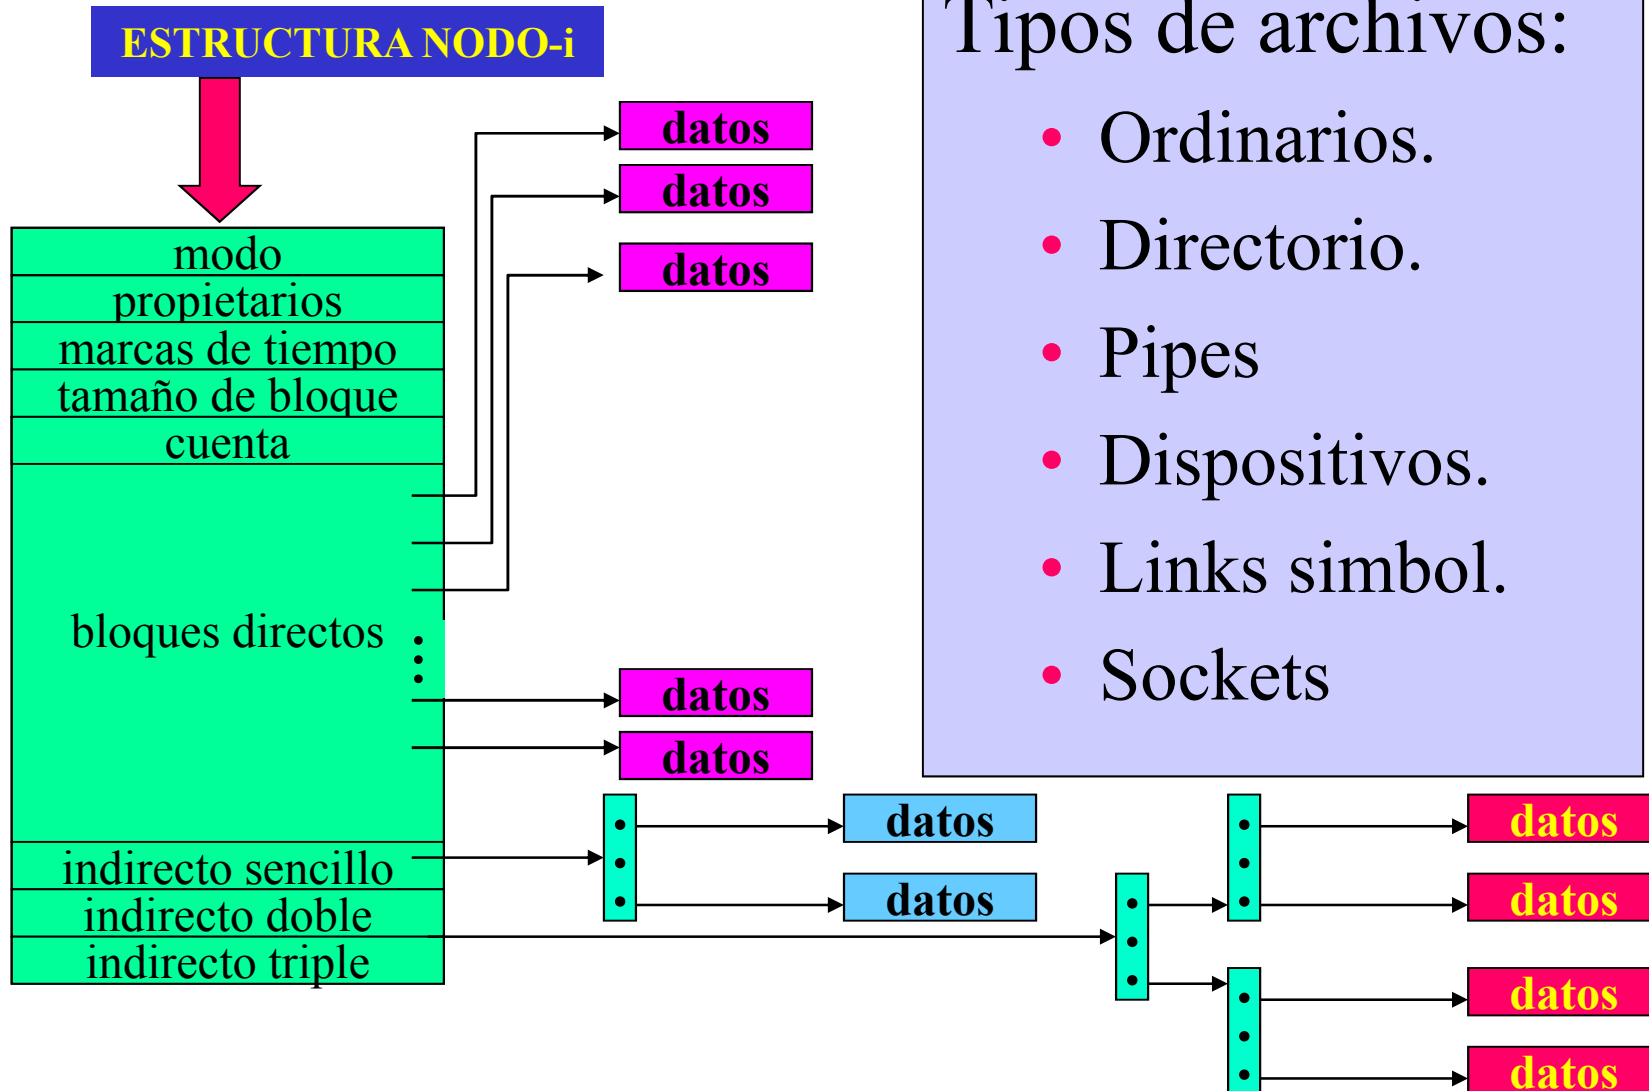 ESTRUCTURA NODO-i
modo
propietarios
marcas de tiempo
tamaño de bloque
cuenta
bloques directos
indirecto sencillo
indirecto doble
indirecto triple
datos
datos
datos
datos
datos
datos
datos
datos
datos
datos
datos
Tipos de archivos:
• Ordinarios.
• Directorio.
• Pipes
• Dispositivos.
• Links simbol.
• Sockets